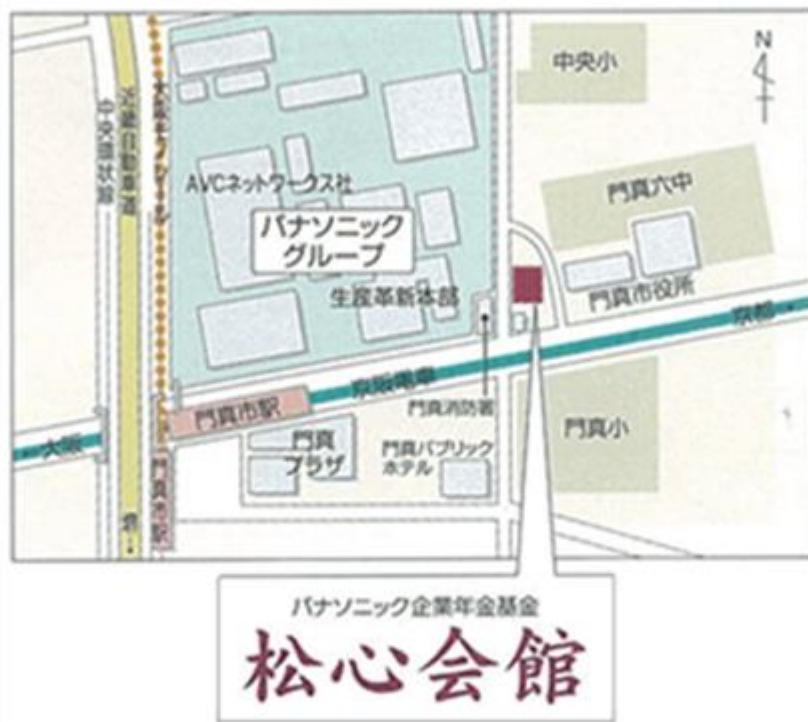 N
中央小
中央環状線
近畿自動車道
大阪モノレール
AVCネットワークス社
門真六中
パナソニック
グループ
生産革新本部
門真市役所
京都
京阪電車
門真市駅
門真消防署
門真小
大阪
門真
プラザ
門真パブリック
ホテル
門真市駅
堺
パナソニック企業年金基金
松心会館